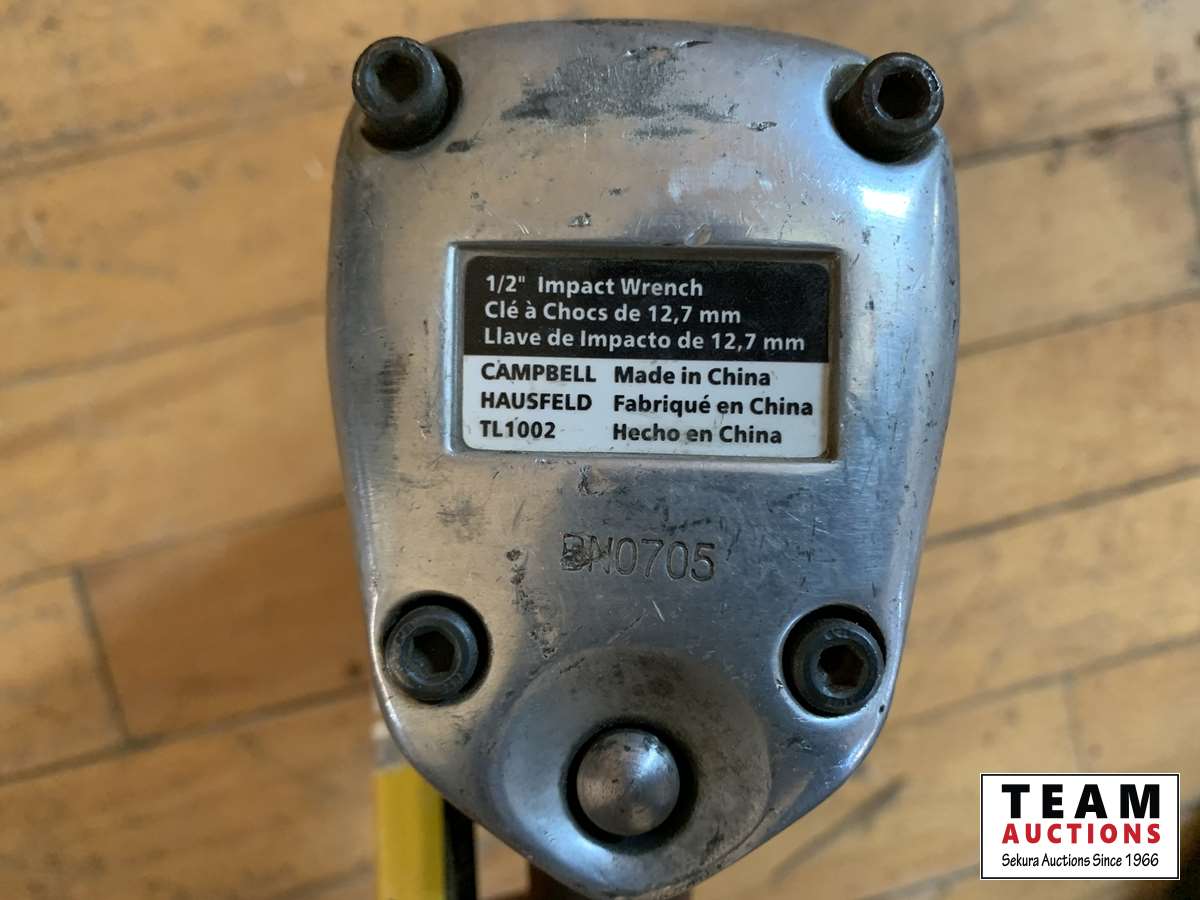 1/2" Impact Wrench
Clé à Chocs de 12,7 mm
Llave de Impacto de 12,7 mm
CAMPBELL Made in China
HAUSFELD Fabriqué en China
TL1002 Hecho en China
BN0705
TEAM
AUCTIONS
Sekura Auctions Since 1966